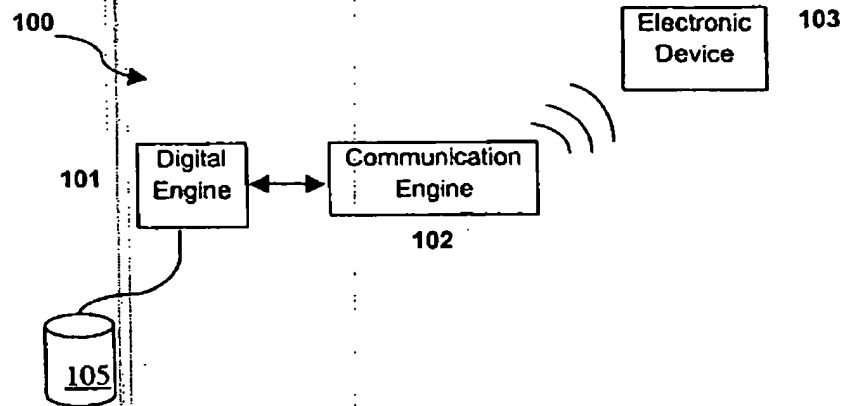 100
Electronic
Device
103
101
Digital
Engine
Communication
Engine
102
105